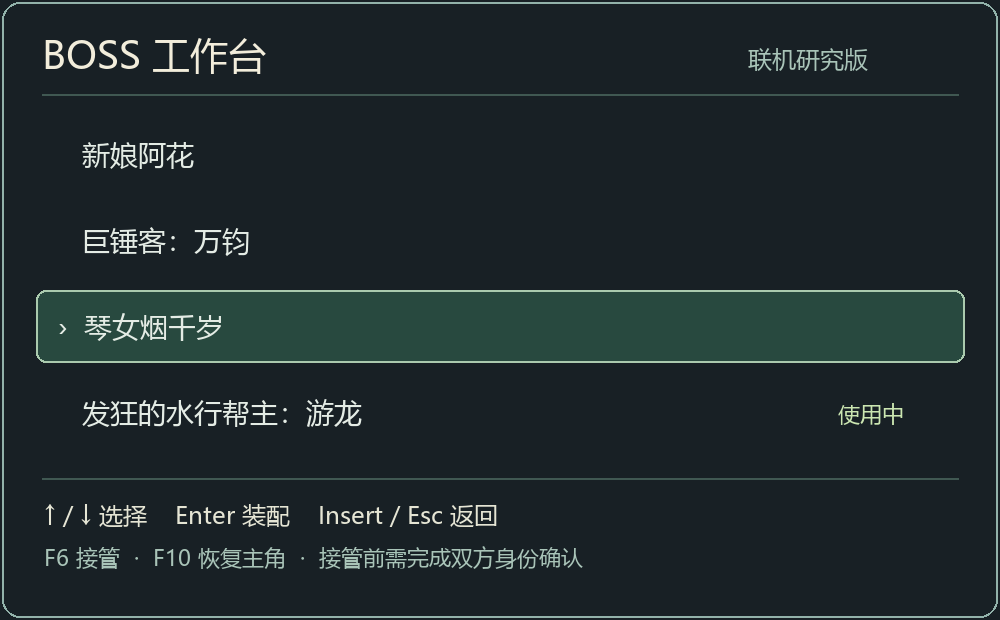 BOSS 工作台
联机研究版
新娘阿花
巨锤客：万钧
› 琴女烟千岁
发狂的水行帮主：游龙
使用中
↑/↓选择 Enter 装配 Insert / Esc 返回
F6 接管 · F10 恢复主角 · 接管前需完成双方身份确认